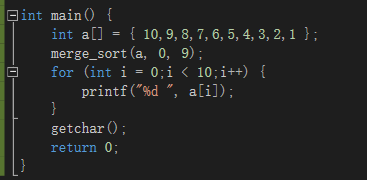 int main() {
int a[] = { 10,9,8,7,6,5,4,3,2,1 };
merge_sort(a, 0, 9);
for (int i = 0;i < 10;i++) {
printf("%d ", a[i]);
}
getchar();
return 0;
}